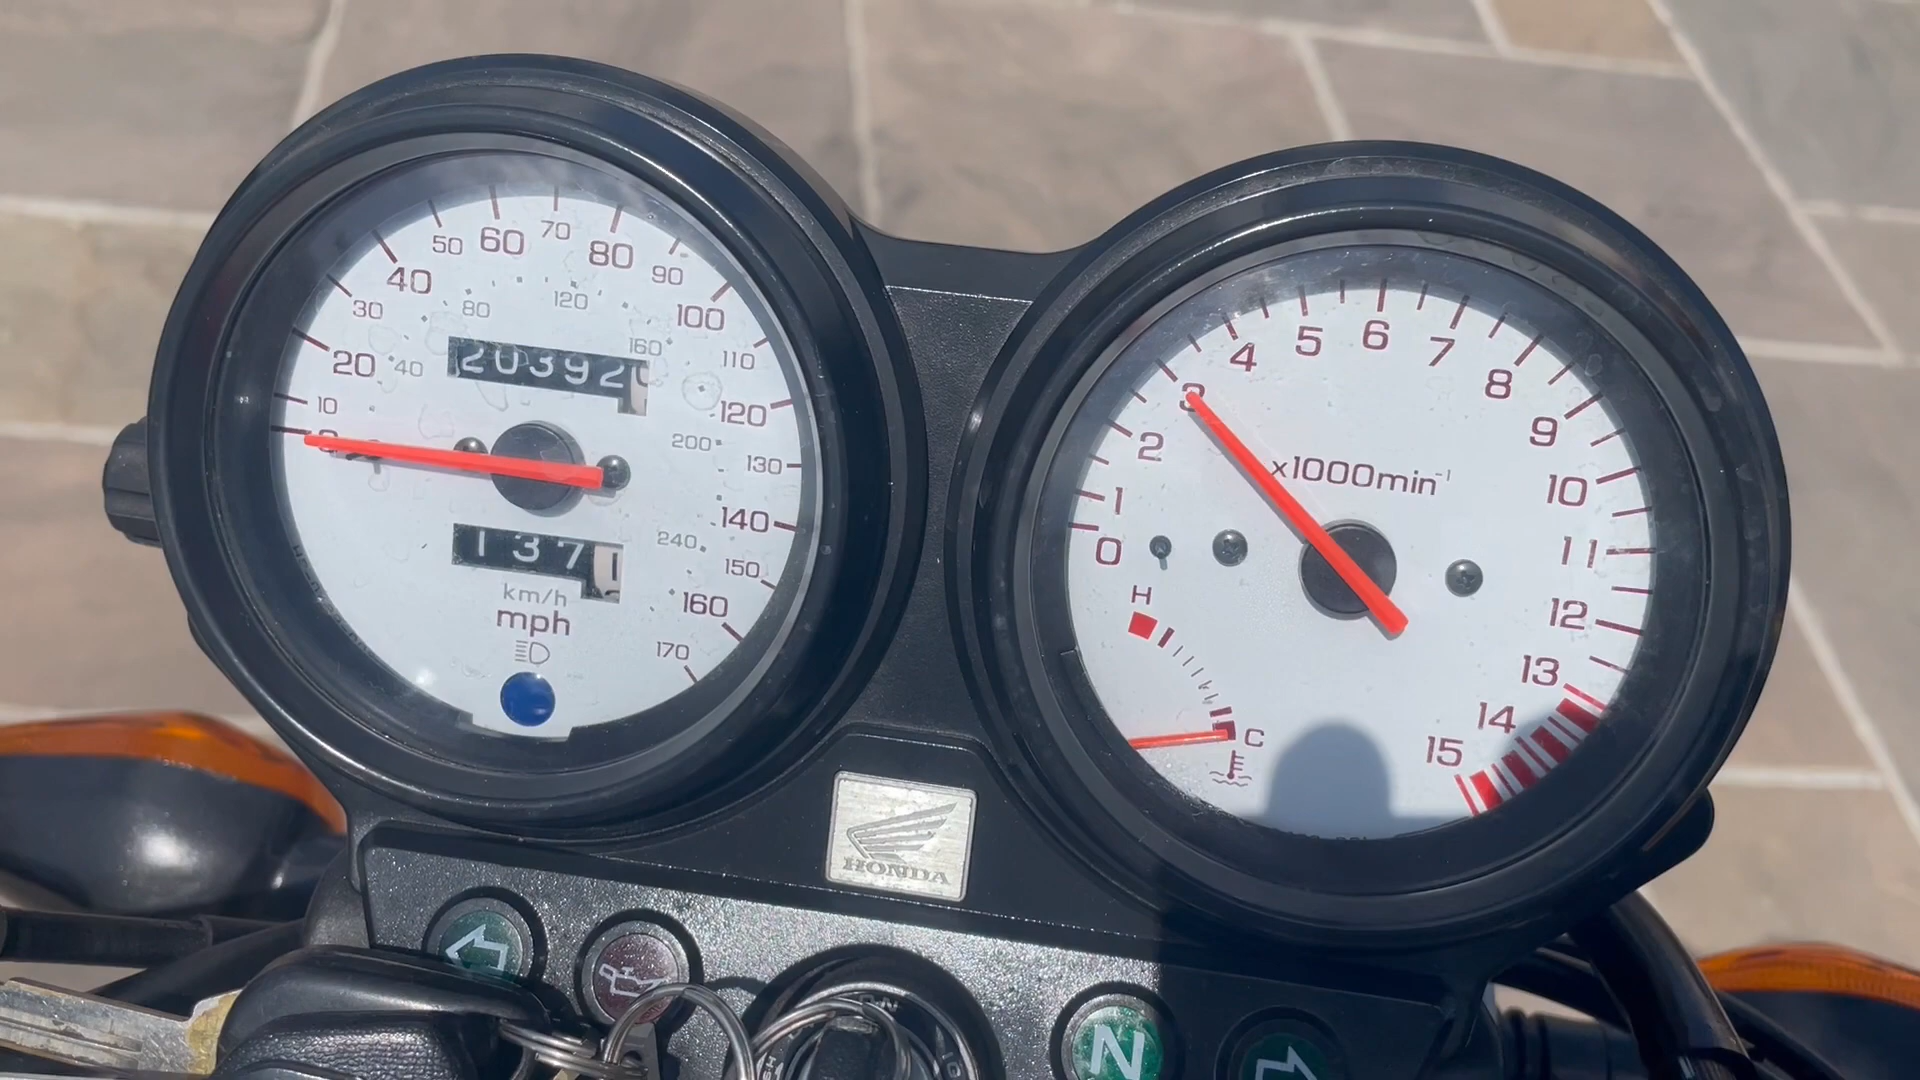 0 10 20 30 40 50 60 70 80 90 100 110 120 130 140 150 160 170
40 80 120 160 200 240
20392
1371
km/h
mph
0 1 2 3 4 5 6 7 8 9 10 11 12 13 14 15
x1000min⁻¹
H
C
HONDA
N